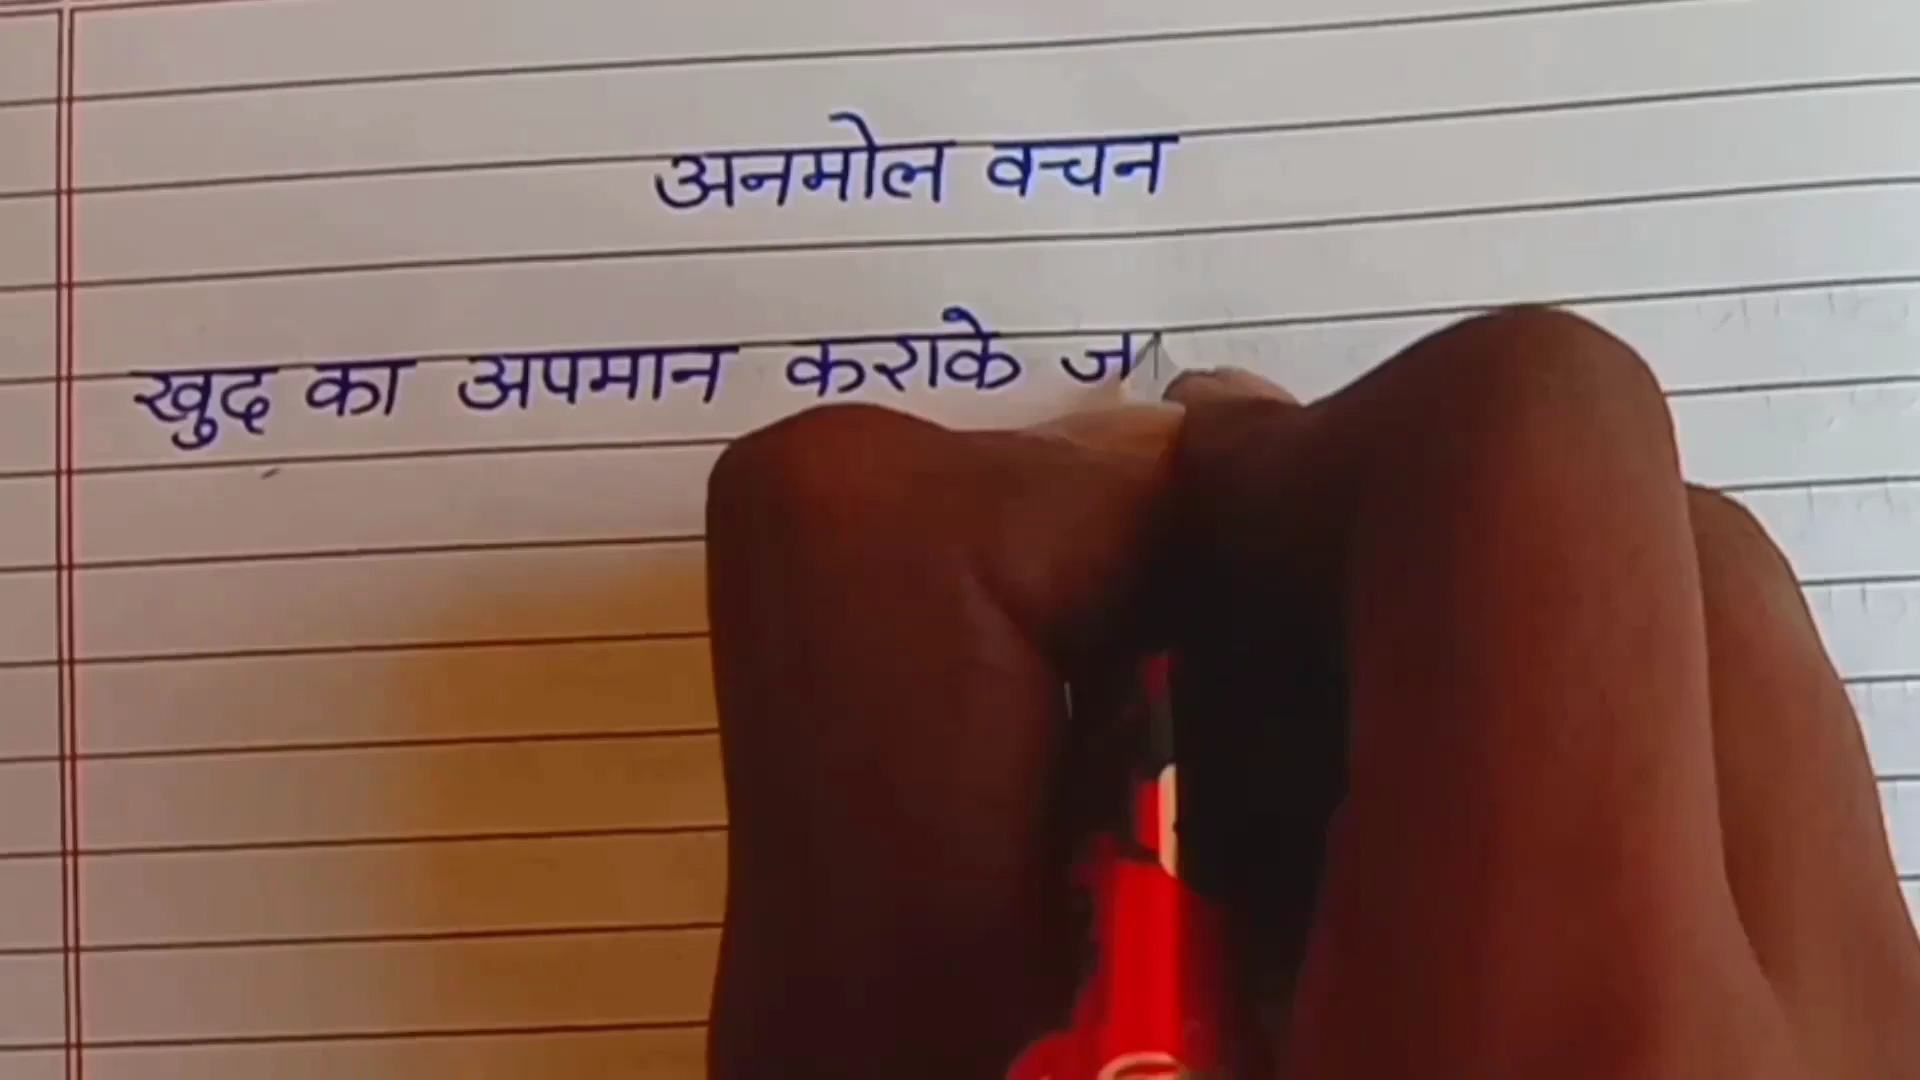 अनमोल वचन
खुद का अपमान कराके ज